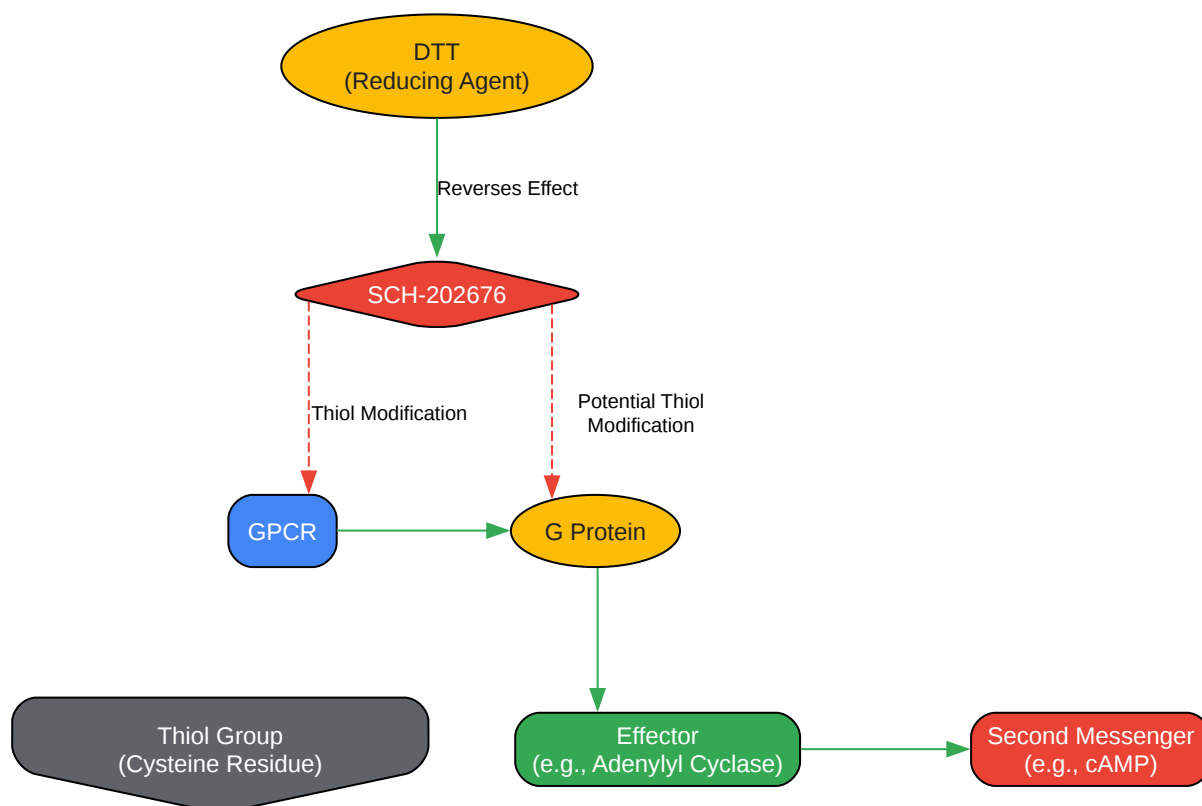 DTT
(Reducing Agent)
Reverses Effect
SCH-202676
Thiol Modification
Potential Thiol
Modification
GPCR
G Protein
Thiol Group
(Cysteine Residue)
Effector
(e.g., Adenylyl Cyclase)
Second Messenger
(e.g., cAMP)